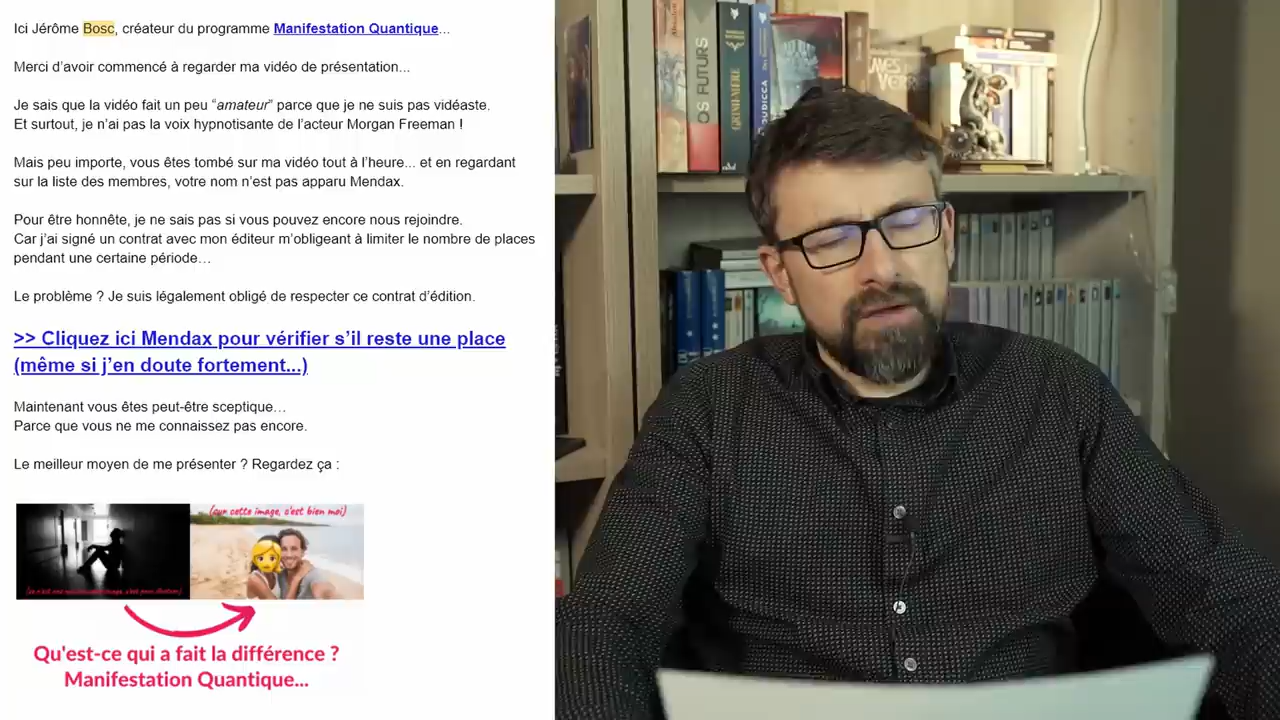 Ici Jérôme Bosc, créateur du programme Manifestation Quantique...
Merci d’avoir commencé à regarder ma vidéo de présentation...
Je sais que la vidéo fait un peu “amateur” parce que je ne suis pas vidéaste.
Et surtout, je n’ai pas la voix hypnotisante de l’acteur Morgan Freeman !
Mais peu importe, vous êtes tombé sur ma vidéo tout à l’heure... et en regardant
sur la liste des membres, votre nom n’est pas apparu Mendax.
Pour être honnête, je ne sais pas si vous pouvez encore nous rejoindre.
Car j’ai signé un contrat avec mon éditeur m’obligeant à limiter le nombre de places
pendant une certaine période…
Le problème ? Je suis légalement obligé de respecter ce contrat d’édition.
>> Cliquez ici Mendax pour vérifier s’il reste une place
(même si j’en doute fortement...)
Maintenant vous êtes peut-être sceptique…
Parce que vous ne me connaissez pas encore.
Le meilleur moyen de me présenter ? Regardez ça :
(sur cette image, c'est bien moi)
Qu'est-ce qui a fait la différence ?
Manifestation Quantique...
OS FUTURS
BOUDICCA